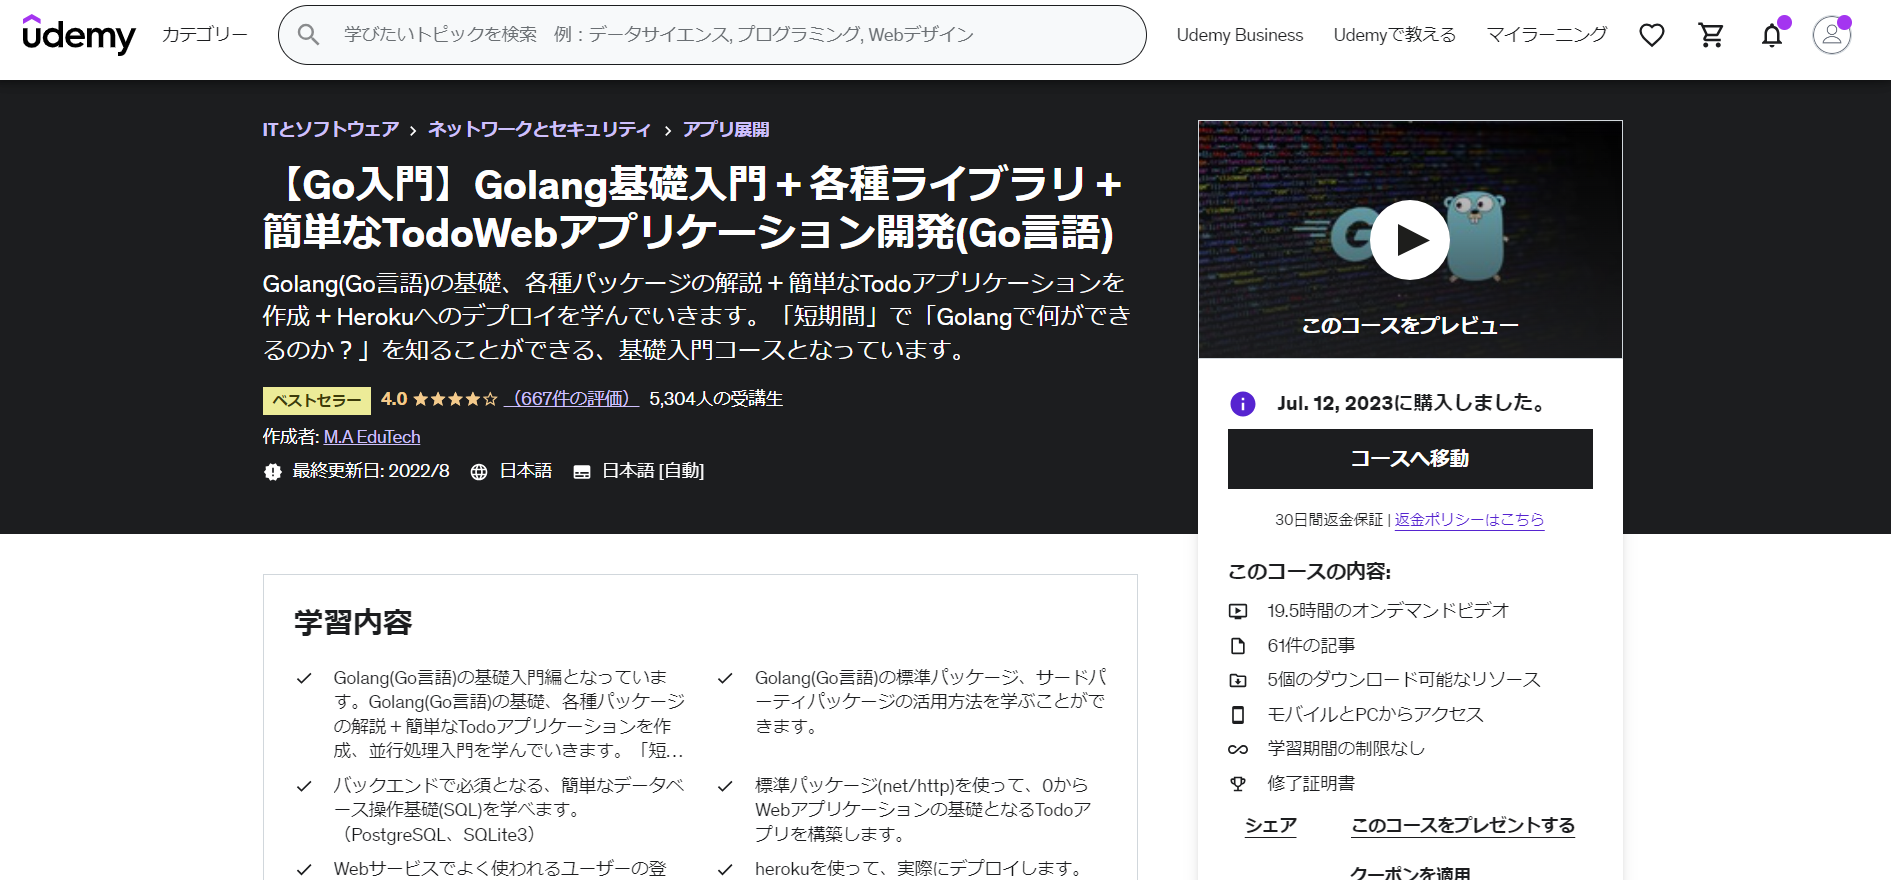 udemy
カテゴリー
学びたいトピックを検索　例：データサイエンス, プログラミング, Webデザイン
Udemy Business
Udemyで教える
マイラーニング
ITとソフトウェア > ネットワークとセキュリティ > アプリ展開
【Go入門】Golang基礎入門 + 各種ライブラリ +
簡単なTodoWebアプリケーション開発(Go言語)
Golang(Go言語)の基礎、各種パッケージの解説 + 簡単なTodoアプリケーションを
作成 + Herokuへのデプロイを学んでいきます。「短期間」で「Golangで何ができ
るのか？」を知ることができる、基礎入門コースとなっています。
ベストセラー 4.0 （667件の評価） 5,304人の受講生
作成者: M.A EduTech
最終更新日: 2022/8 日本語 日本語 [自動]
このコースをプレビュー
Jul. 12, 2023に購入しました。
コースへ移動
30日間返金保証 | 返金ポリシーはこちら
このコースの内容:
19.5時間のオンデマンドビデオ
61件の記事
5個のダウンロード可能なリソース
モバイルとPCからアクセス
学習期間の制限なし
修了証明書
シェア
このコースをプレゼントする
クーポンを適用
学習内容
Golang(Go言語)の基礎入門編となっていま
す。Golang(Go言語)の基礎、各種パッケージ
の解説 + 簡単なTodoアプリケーションを作
成、並行処理入門を学んでいきます。「短…
Golang(Go言語)の標準パッケージ、サードパ
ーティパッケージの活用方法を学ぶことがで
きます。
バックエンドで必須となる、簡単なデータベ
ース操作基礎(SQL)を学べます。
（PostgreSQL、SQLite3）
標準パッケージ(net/http)を使って、0から
Webアプリケーションの基礎となるTodoア
プリを構築します。
Webサービスでよく使われるユーザーの登
herokuを使って、実際にデプロイします。